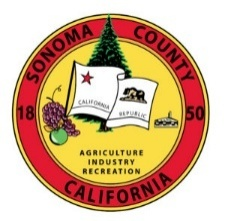 SONOMA COUNTY
18 50
CALIFORNIA
REPUBLIC
AGRICULTURE
INDUSTRY
RECREATION
CALIFORNIA